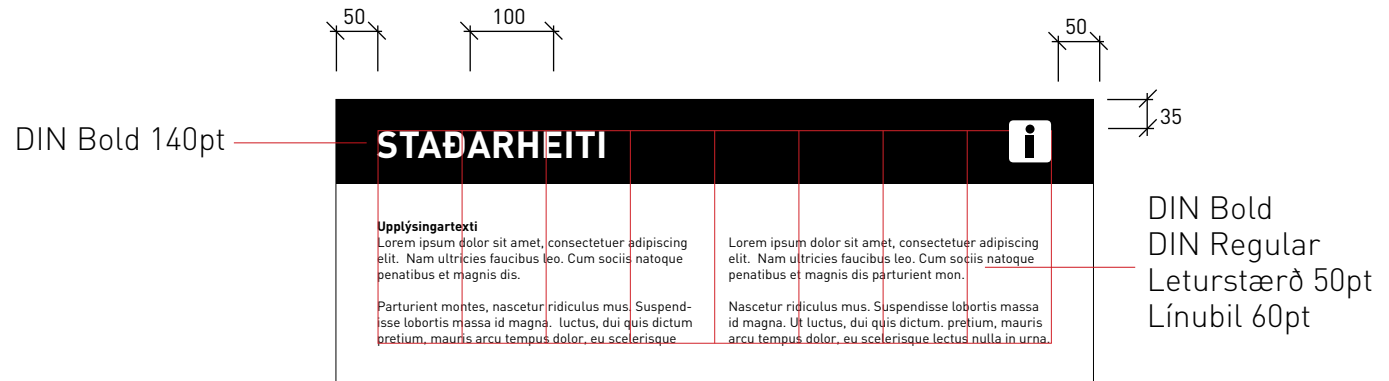 50
100
50
35
DIN Bold 140pt
STAÐARHEITI
i
Upplýsingartexti
Lorem ipsum dolor sit amet, consectetuer adipiscing
elit.  Nam ultricies faucibus leo. Cum sociis natoque
penatibus et magnis dis.
Parturient montes, nascetur ridiculus mus. Suspend-
isse lobortis massa id magna.  luctus, dui quis dictum
pretium, mauris arcu tempus dolor, eu scelerisque
Lorem ipsum dolor sit amet, consectetuer adipiscing
elit.  Nam ultricies faucibus leo. Cum sociis natoque
penatibus et magnis dis parturient mon.
Nascetur ridiculus mus. Suspendisse lobortis massa
id magna. Ut luctus, dui quis dictum. pretium, mauris
arcu tempus dolor, eu scelerisque lectus nulla in urna.
DIN Bold
DIN Regular
Leturstærð 50pt
Línubil 60pt